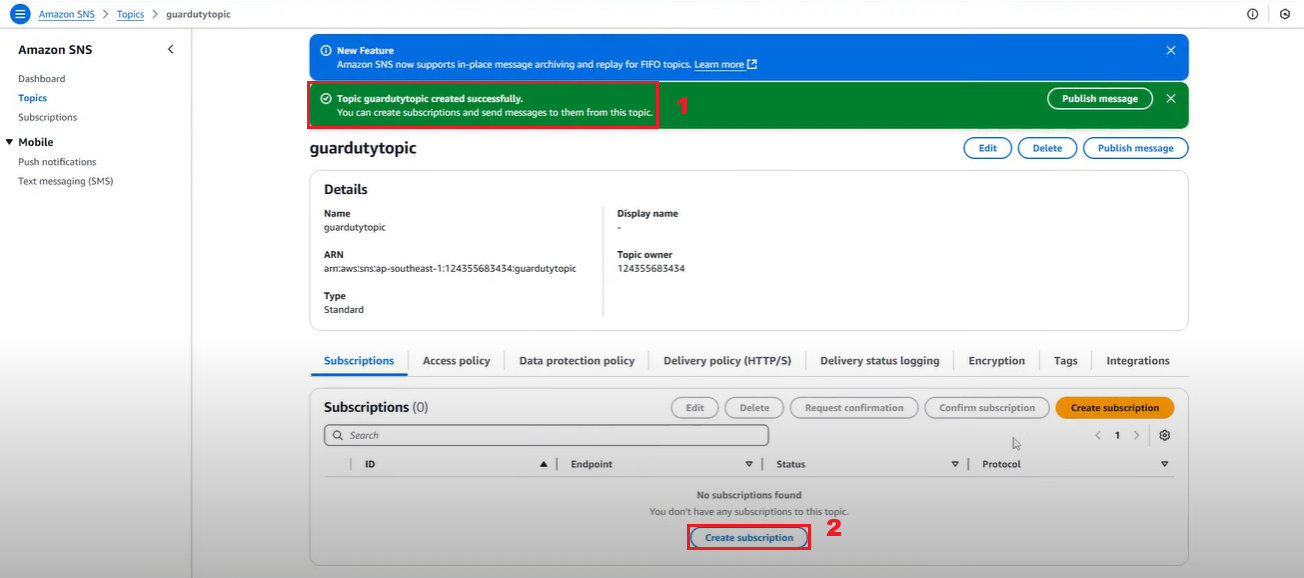 Amazon SNS > Topics > guardutytopic
Amazon SNS
Dashboard
Topics
Subscriptions
Mobile
Push notifications
Text messaging (SMS)
New Feature
Amazon SNS now supports in-place message archiving and replay for FIFO topics. Learn more
Topic guardutytopic created successfully.
You can create subscriptions and send messages to them from this topic.
1
Publish message
guardutytopic
Edit
Delete
Publish message
Details
Name
guardutytopic
Display name
-
ARN
arn:aws:sns:ap-southeast-1:124355683434:guardutytopic
Topic owner
124355683434
Type
Standard
Subscriptions
Access policy
Data protection policy
Delivery policy (HTTP/S)
Delivery status logging
Encryption
Tags
Integrations
Subscriptions (0)
Edit
Delete
Request confirmation
Confirm subscription
Create subscription
Search
1
ID
Endpoint
Status
Protocol
No subscriptions found
You don't have any subscriptions to this topic.
Create subscription
2